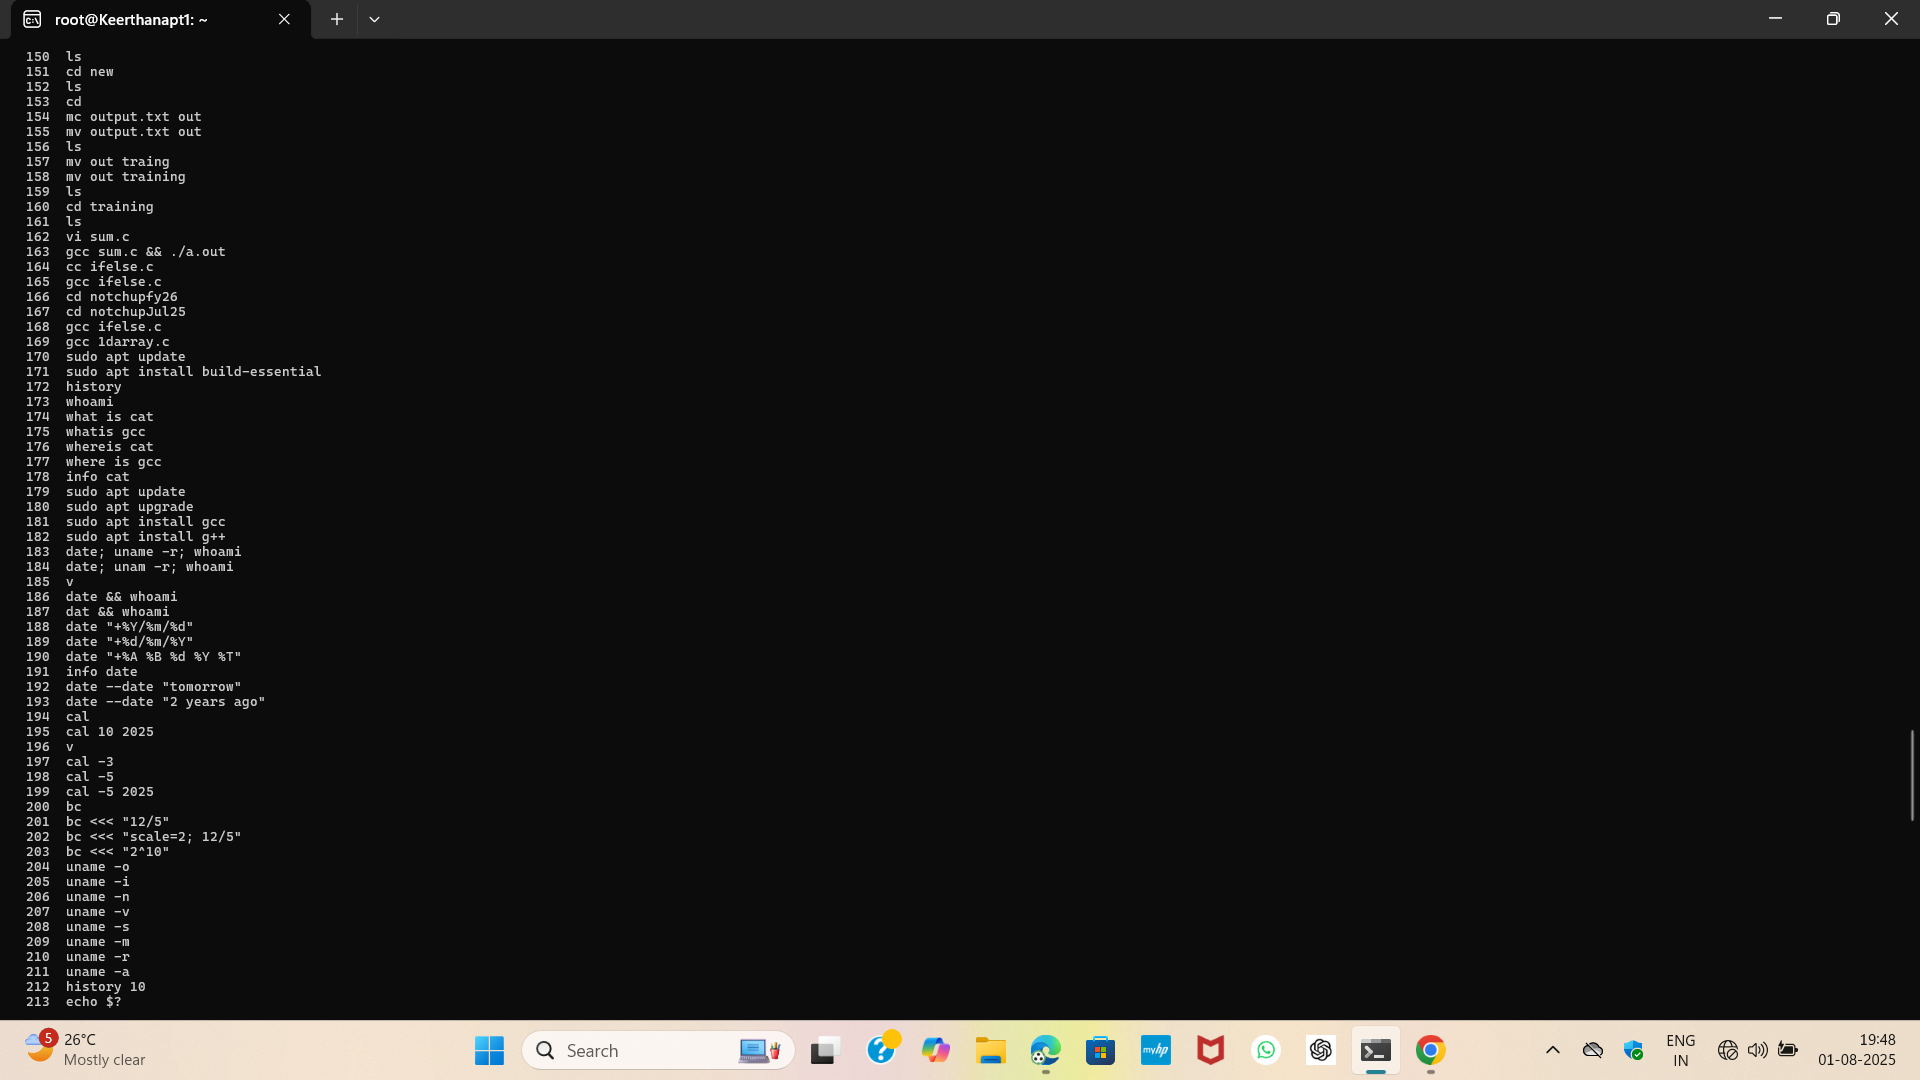 root@Keerthanapt1: ~
150 ls
151 cd new
152 ls
153 cd
154 mc output.txt out
155 mv output.txt out
156 ls
157 mv out traing
158 mv out training
159 ls
160 cd training
161 ls
162 vi sum.c
163 gcc sum.c && ./a.out
164 cc ifelse.c
165 gcc ifelse.c
166 cd notchupfy26
167 cd notchupJul25
168 gcc ifelse.c
169 gcc 1darray.c
170 sudo apt update
171 sudo apt install build-essential
172 history
173 whoami
174 what is cat
175 whatis gcc
176 whereis cat
177 where is gcc
178 info cat
179 sudo apt update
180 sudo apt upgrade
181 sudo apt install gcc
182 sudo apt install g++
183 date; uname -r; whoami
184 date; unam -r; whoami
185 v
186 date && whoami
187 dat && whoami
188 date "+%Y/%m/%d"
189 date "+%d/%m/%Y"
190 date "+%A %B %d %Y %T"
191 info date
192 date --date "tomorrow"
193 date --date "2 years ago"
194 cal
195 cal 10 2025
196 v
197 cal -3
198 cal -5
199 cal -5 2025
200 bc
201 bc <<< "12/5"
202 bc <<< "scale=2; 12/5"
203 bc <<< "2^10"
204 uname -o
205 uname -i
206 uname -n
207 uname -v
208 uname -s
209 uname -m
210 uname -r
211 uname -a
212 history 10
213 echo $?
5
26°C
Mostly clear
Search
myhp
ENG
IN
19:48
01-08-2025